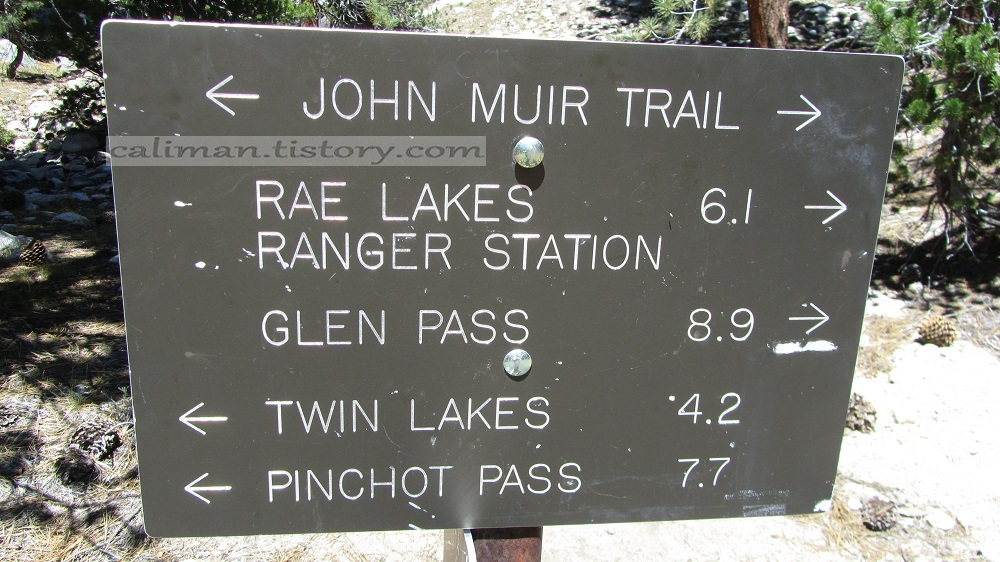 ← JOHN MUIR TRAIL →
caliman.tistory.com
RAE LAKES 6.1 →
RANGER STATION
GLEN PASS 8.9 →
← TWIN LAKES 4.2
← PINCHOT PASS 7.7